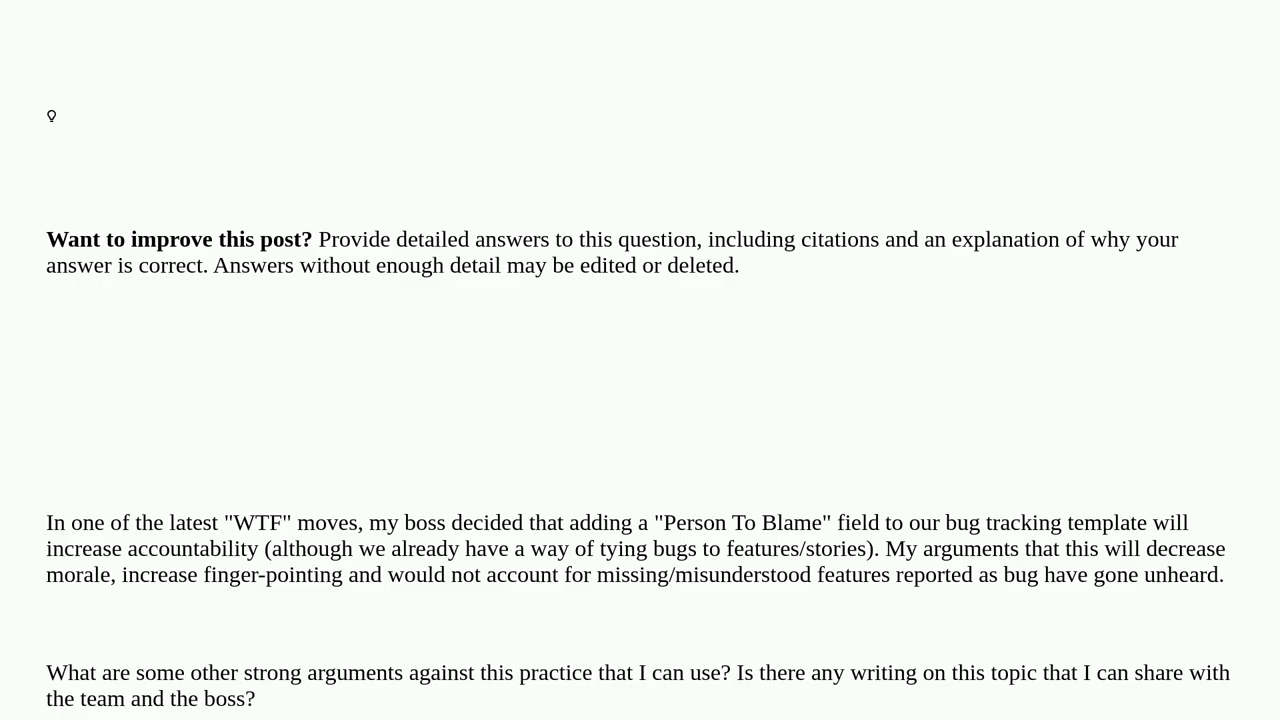 Want to improve this post? Provide detailed answers to this question, including citations and an explanation of why your
answer is correct. Answers without enough detail may be edited or deleted.
In one of the latest "WTF" moves, my boss decided that adding a "Person To Blame" field to our bug tracking template will
increase accountability (although we already have a way of tying bugs to features/stories). My arguments that this will decrease
morale, increase finger-pointing and would not account for missing/misunderstood features reported as bug have gone unheard.
What are some other strong arguments against this practice that I can use? Is there any writing on this topic that I can share with
the team and the boss?